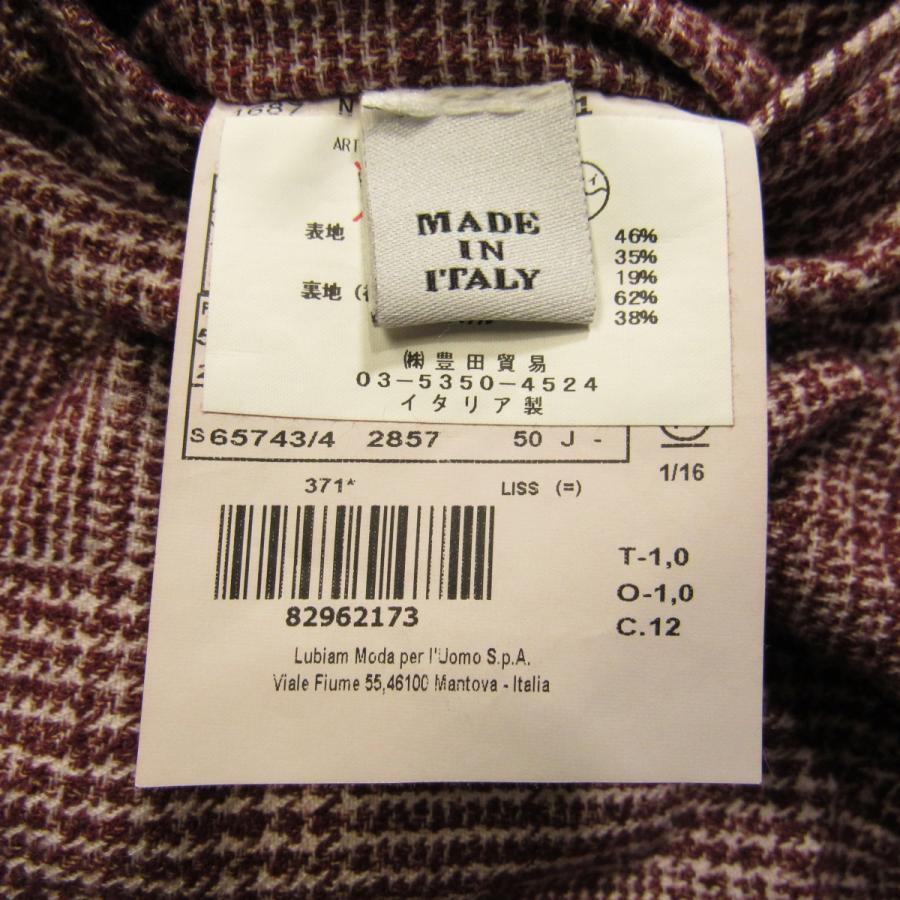 1687 N
ART
MADE
IN
ITALY
表地
46%
35%
19%
裏地
62%
38%
㈱豊田貿易
03-5350-4524
イタリア製
S 65743/4 2857 50 J -
1/16
371* LISS (=)
82962173
T-1,0
O-1,0
C.12
Lubiam Moda per l'Uomo S.p.A.
Viale Fiume 55,46100 Mantova - Italia